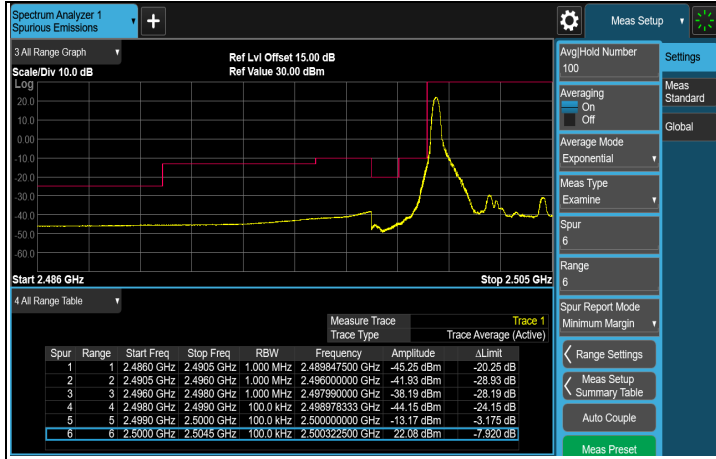 Spectrum Analyzer 1
Spurious Emissions
Meas Setup
3 All Range Graph
Ref Lvl Offset 15.00 dB
Scale/Div 10.0 dB
Ref Value 30.00 dBm
Log
20.0
10.0
0.00
-10.0
-20.0
-30.0
-40.0
-50.0
-60.0
Start 2.486 GHz
Stop 2.505 GHz
4 All Range Table
Measure Trace Trace 1
Trace Type Trace Average (Active)
Spur Range Start Freq Stop Freq RBW Frequency Amplitude ΔLimit
1 1 2.4860 GHz 2.4905 GHz 1.000 MHz 2.489847500 GHz -45.25 dBm -20.25 dB
2 2 2.4905 GHz 2.4960 GHz 1.000 MHz 2.496000000 GHz -41.93 dBm -28.93 dB
3 3 2.4960 GHz 2.4980 GHz 1.000 MHz 2.497990000 GHz -38.19 dBm -28.19 dB
4 4 2.4980 GHz 2.4990 GHz 100.0 kHz 2.498978333 GHz -44.15 dBm -24.15 dB
5 5 2.4990 GHz 2.5000 GHz 100.0 kHz 2.500000000 GHz -13.17 dBm -3.175 dB
6 6 2.5000 GHz 2.5045 GHz 100.0 kHz 2.500322500 GHz 22.08 dBm -7.920 dB
Avg|Hold Number
100
Averaging
On
Off
Average Mode
Exponential
Meas Type
Examine
Spur
6
Range
6
Spur Report Mode
Minimum Margin
Range Settings
Meas Setup
Summary Table
Auto Couple
Meas Preset
Settings
Meas
Standard
Global